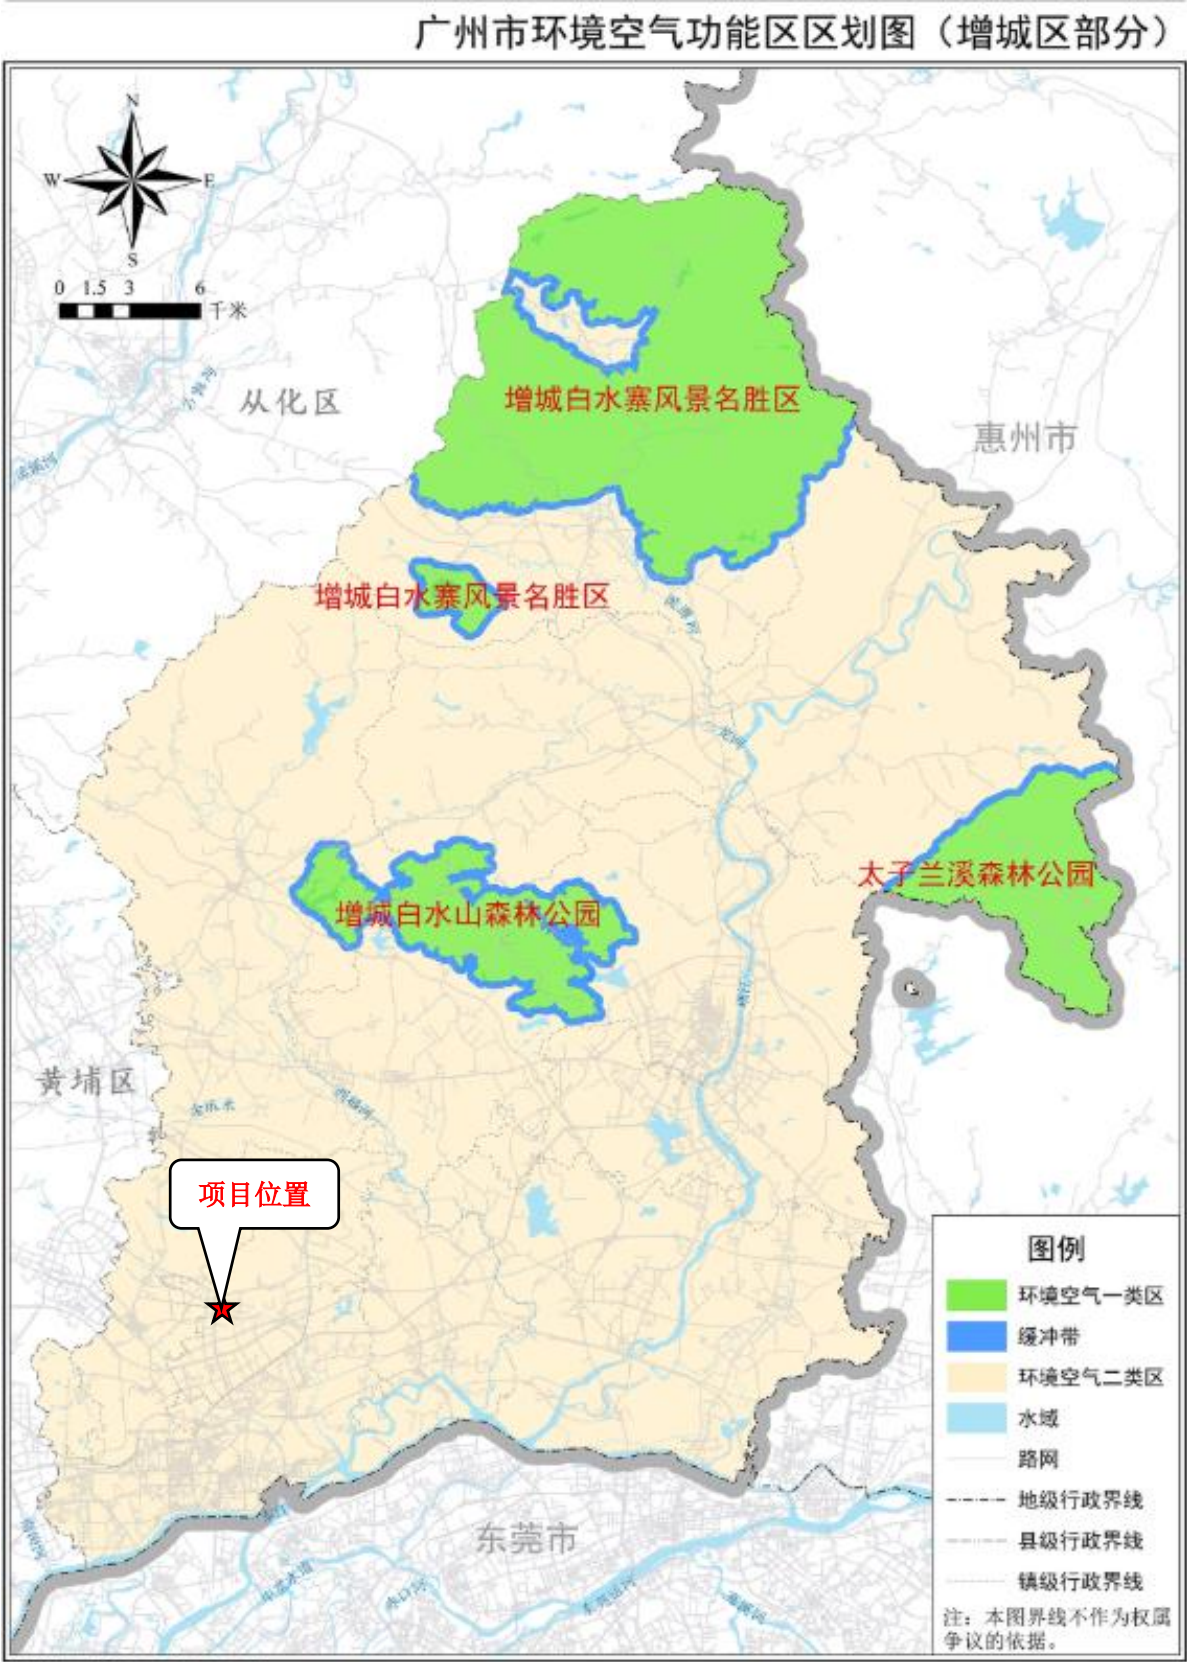 广州市环境空气功能区区划图（增城区部分）
N
W
E
S
0 1.5 3 6
千米
从化区
惠州市
增城白水寨风景名胜区
增城白水寨风景名胜区
太子兰溪森林公园
增城白水山森林公园
黄埔区
西福河
项目位置
东莞市
图例
环境空气一类区
缓冲带
环境空气二类区
水域
路网
地级行政界线
县级行政界线
镇级行政界线
注：本图界线不作为权属
争议的依据。